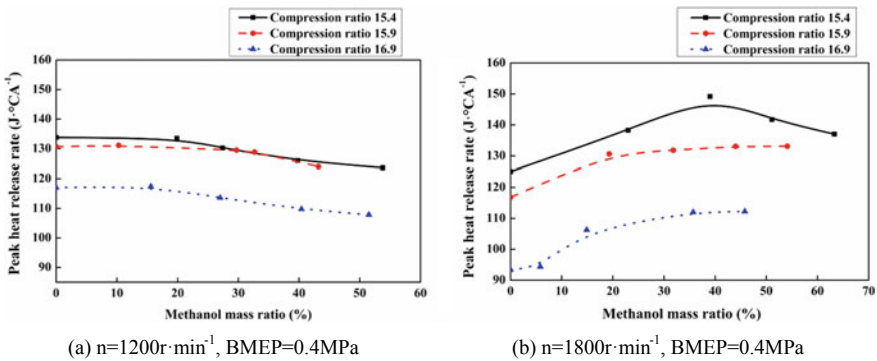 Compression ratio 15.4
Compression ratio 15.9
Compression ratio 16.9
Peak heat release rate (J·°CA⁻¹)
160
150
140
130
120
110
100
90
0 10 20 30 40 50 60
Methanol mass ratio (%)
(a) n=1200r·min⁻¹, BMEP=0.4MPa
Compression ratio 15.4
Compression ratio 15.9
Compression ratio 16.9
Peak heat release rate (J·°CA⁻¹)
160
150
140
130
120
110
100
90
0 10 20 30 40 50 60 70
Methanol mass ratio (%)
(b) n=1800r·min⁻¹, BMEP=0.4MPa